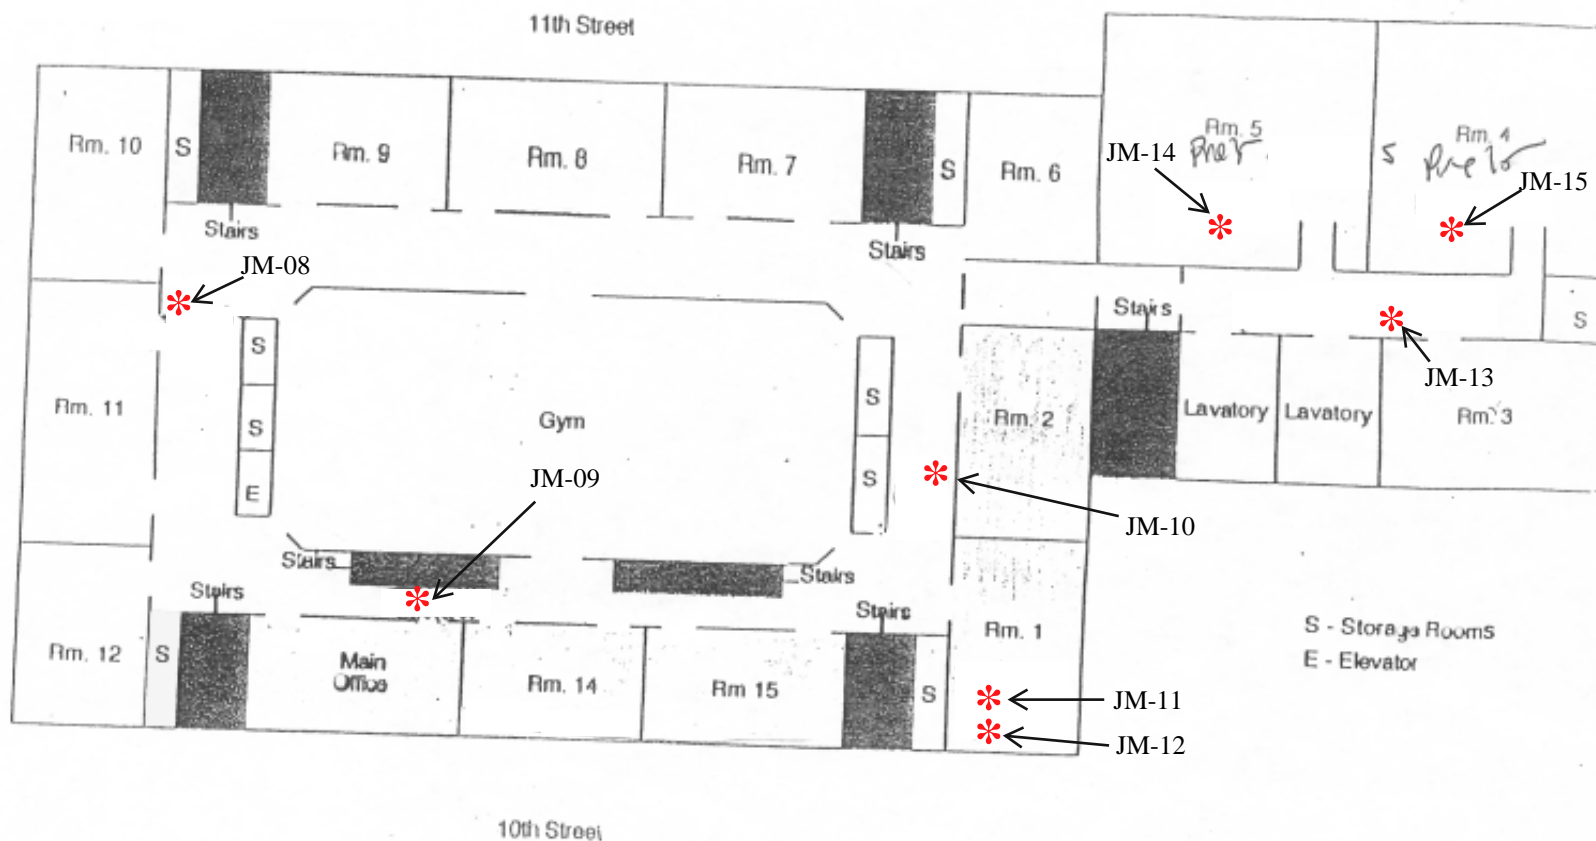 11th Street
Rm. 10
S
Rm. 9
Rm. 8
Rm. 7
S
Rm. 6
Rm. 5
JM-14
S
Rm. 4
JM-15
Stairs
Stairs
JM-08
Stairs
S
S
S
E
Gym
S
S
Rm. 11
Rm. 2
Lavatory
Lavatory
Rm. 3
JM-13
JM-09
JM-10
Stairs
Stairs
Stairs
Stairs
Rm. 12
S
Main
Office
Rm. 14
Rm 15
S
Rm. 1
JM-11
JM-12
S - Storage Rooms
E - Elevator
10th Street